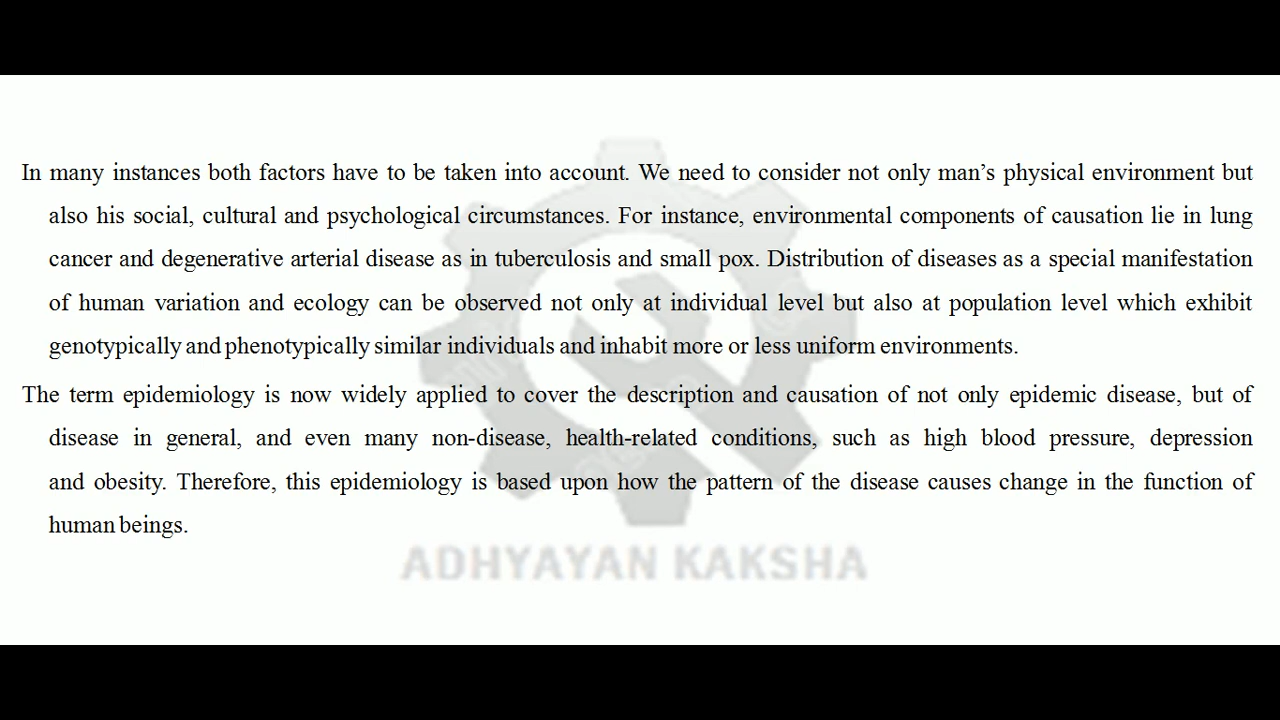 In many instances both factors have to be taken into account. We need to consider not only man’s physical environment but
also his social, cultural and psychological circumstances. For instance, environmental components of causation lie in lung
cancer and degenerative arterial disease as in tuberculosis and small pox. Distribution of diseases as a special manifestation
of human variation and ecology can be observed not only at individual level but also at population level which exhibit
genotypically and phenotypically similar individuals and inhabit more or less uniform environments.
The term epidemiology is now widely applied to cover the description and causation of not only epidemic disease, but of
disease in general, and even many non-disease, health-related conditions, such as high blood pressure, depression
and obesity. Therefore, this epidemiology is based upon how the pattern of the disease causes change in the function of
human beings.
ADHYAYAN KAKSHA